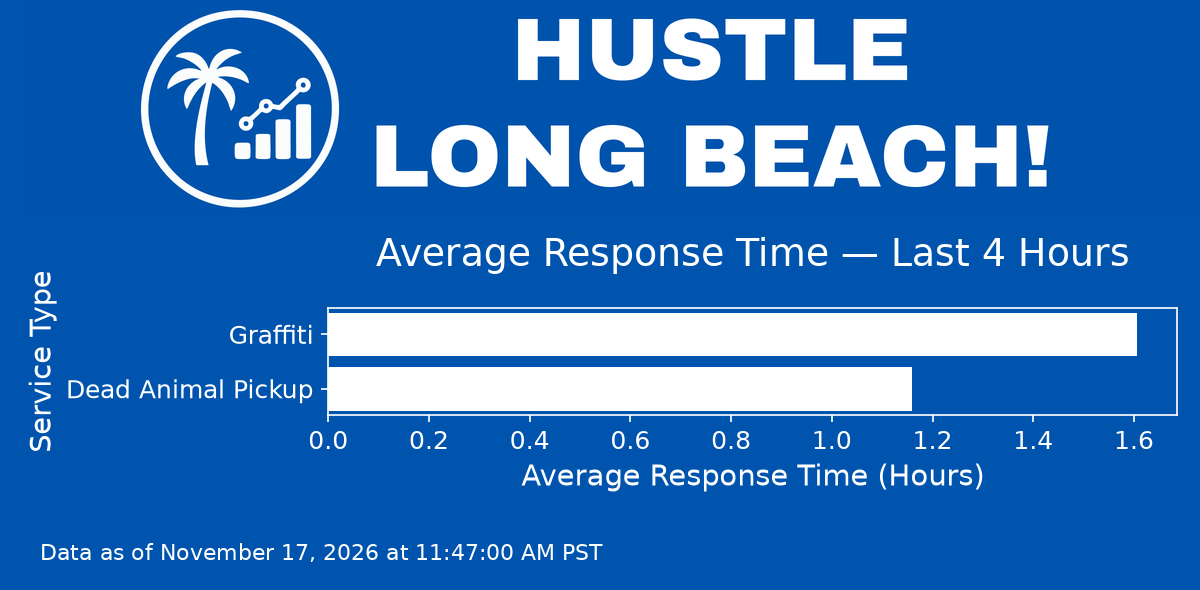 HUSTLE
LONG BEACH!
Average Response Time — Last 4 Hours
Service Type
Graffiti
Dead Animal Pickup
0.0 0.2 0.4 0.6 0.8 1.0 1.2 1.4 1.6
Average Response Time (Hours)
Data as of November 17, 2026 at 11:47:00 AM PST